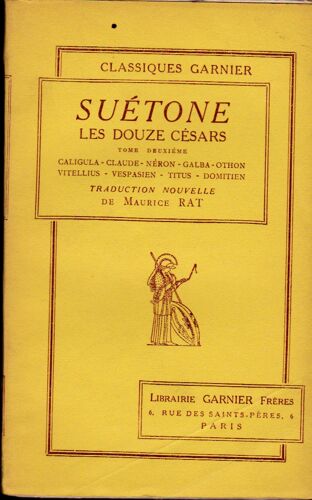 CLASSIQUES GARNIER
SUÉTONE
LES DOUZE CÉSARS
TOME DEUXIÈME
CALIGULA - CLAUDE - NÉRON - GALBA - OTHON
VITELLIUS - VESPASIEN - TITUS - DOMITIEN
TRADUCTION NOUVELLE
DE MAURICE RAT
LIBRAIRIE GARNIER FRÈRES
6, RUE DES SAINTS-PÈRES, 6
PARIS